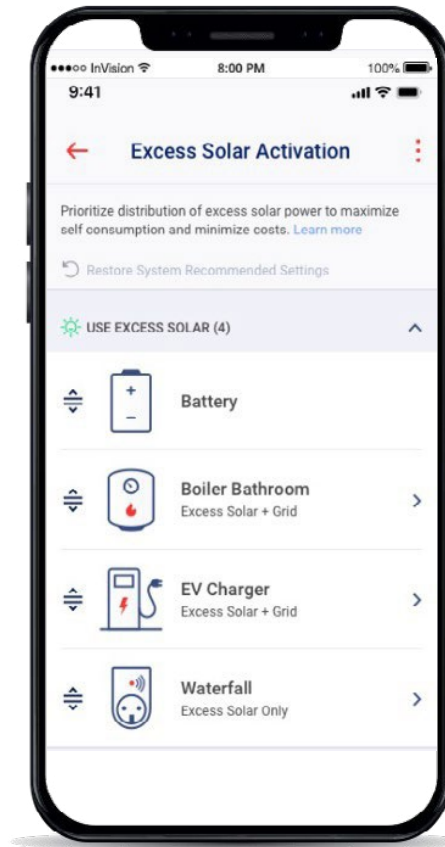 ●●●○○ InVision 8:00 PM 100%
9:41
Excess Solar Activation
Prioritize distribution of excess solar power to maximize
self consumption and minimize costs. Learn more
Restore System Recommended Settings
USE EXCESS SOLAR (4)
Battery
Boiler Bathroom
Excess Solar + Grid
EV Charger
Excess Solar + Grid
Waterfall
Excess Solar Only